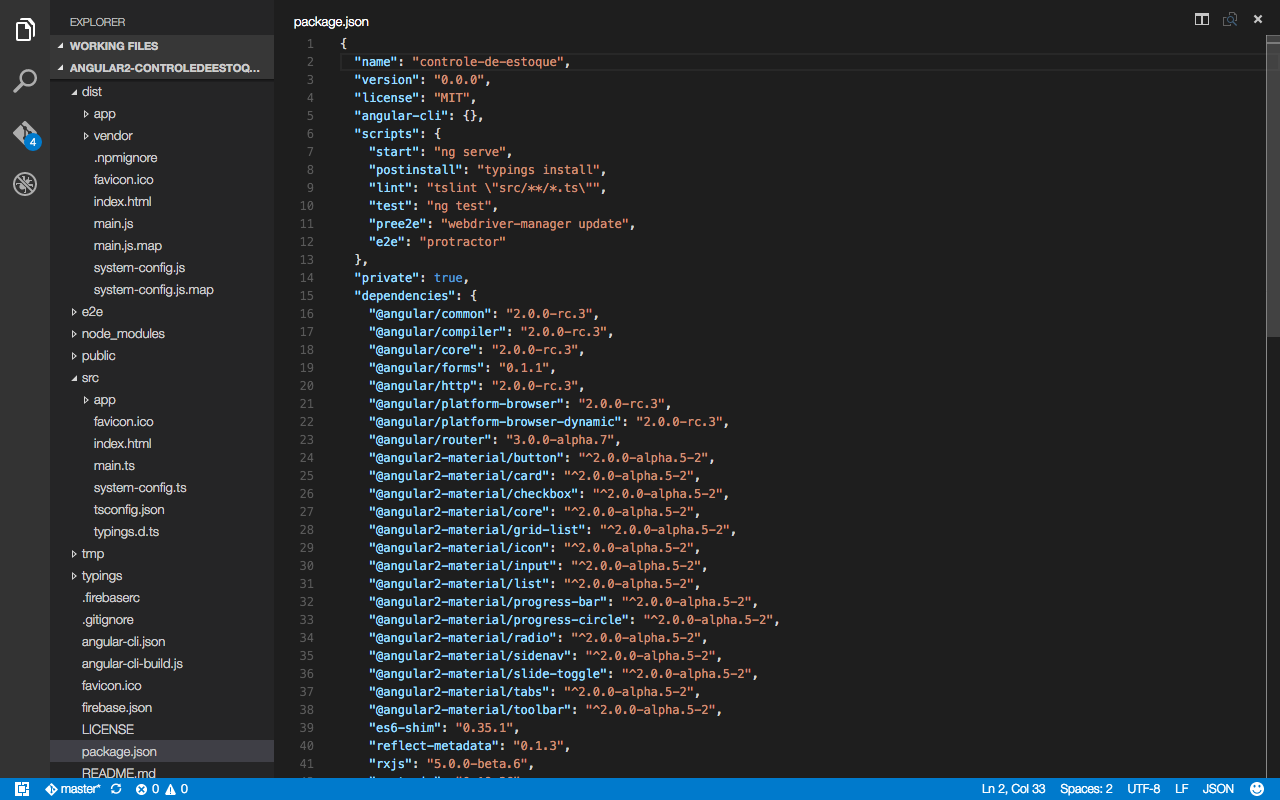 EXPLORER
WORKING FILES
ANGULAR2-CONTROLEDEESTOQ...
dist
app
vendor
.npmignore
favicon.ico
index.html
main.js
main.js.map
system-config.js
system-config.js.map
e2e
node_modules
public
src
app
favicon.ico
index.html
main.ts
system-config.ts
tsconfig.json
typings.d.ts
tmp
typings
.firebaserc
.gitignore
angular-cli.json
angular-cli-build.js
favicon.ico
firebase.json
LICENSE
package.json
README.md
4
package.json
1 {
2 "name": "controle-de-estoque",
3 "version": "0.0.0",
4 "license": "MIT",
5 "angular-cli": {},
6 "scripts": {
7 "start": "ng serve",
8 "postinstall": "typings install",
9 "lint": "tslint \"src/**/*.ts\"",
10 "test": "ng test",
11 "pree2e": "webdriver-manager update",
12 "e2e": "protractor"
13 },
14 "private": true,
15 "dependencies": {
16 "@angular/common": "2.0.0-rc.3",
17 "@angular/compiler": "2.0.0-rc.3",
18 "@angular/core": "2.0.0-rc.3",
19 "@angular/forms": "0.1.1",
20 "@angular/http": "2.0.0-rc.3",
21 "@angular/platform-browser": "2.0.0-rc.3",
22 "@angular/platform-browser-dynamic": "2.0.0-rc.3",
23 "@angular/router": "3.0.0-alpha.7",
24 "@angular2-material/button": "^2.0.0-alpha.5-2",
25 "@angular2-material/card": "^2.0.0-alpha.5-2",
26 "@angular2-material/checkbox": "^2.0.0-alpha.5-2",
27 "@angular2-material/core": "^2.0.0-alpha.5-2",
28 "@angular2-material/grid-list": "^2.0.0-alpha.5-2",
29 "@angular2-material/icon": "^2.0.0-alpha.5-2",
30 "@angular2-material/input": "^2.0.0-alpha.5-2",
31 "@angular2-material/list": "^2.0.0-alpha.5-2",
32 "@angular2-material/progress-bar": "^2.0.0-alpha.5-2",
33 "@angular2-material/progress-circle": "^2.0.0-alpha.5-2",
34 "@angular2-material/radio": "^2.0.0-alpha.5-2",
35 "@angular2-material/sidenav": "^2.0.0-alpha.5-2",
36 "@angular2-material/slide-toggle": "^2.0.0-alpha.5-2",
37 "@angular2-material/tabs": "^2.0.0-alpha.5-2",
38 "@angular2-material/toolbar": "^2.0.0-alpha.5-2",
39 "es6-shim": "0.35.1",
40 "reflect-metadata": "0.1.3",
41 "rxjs": "5.0.0-beta.6",
master* 0 0 Ln 2, Col 33 Spaces: 2 UTF-8 LF JSON